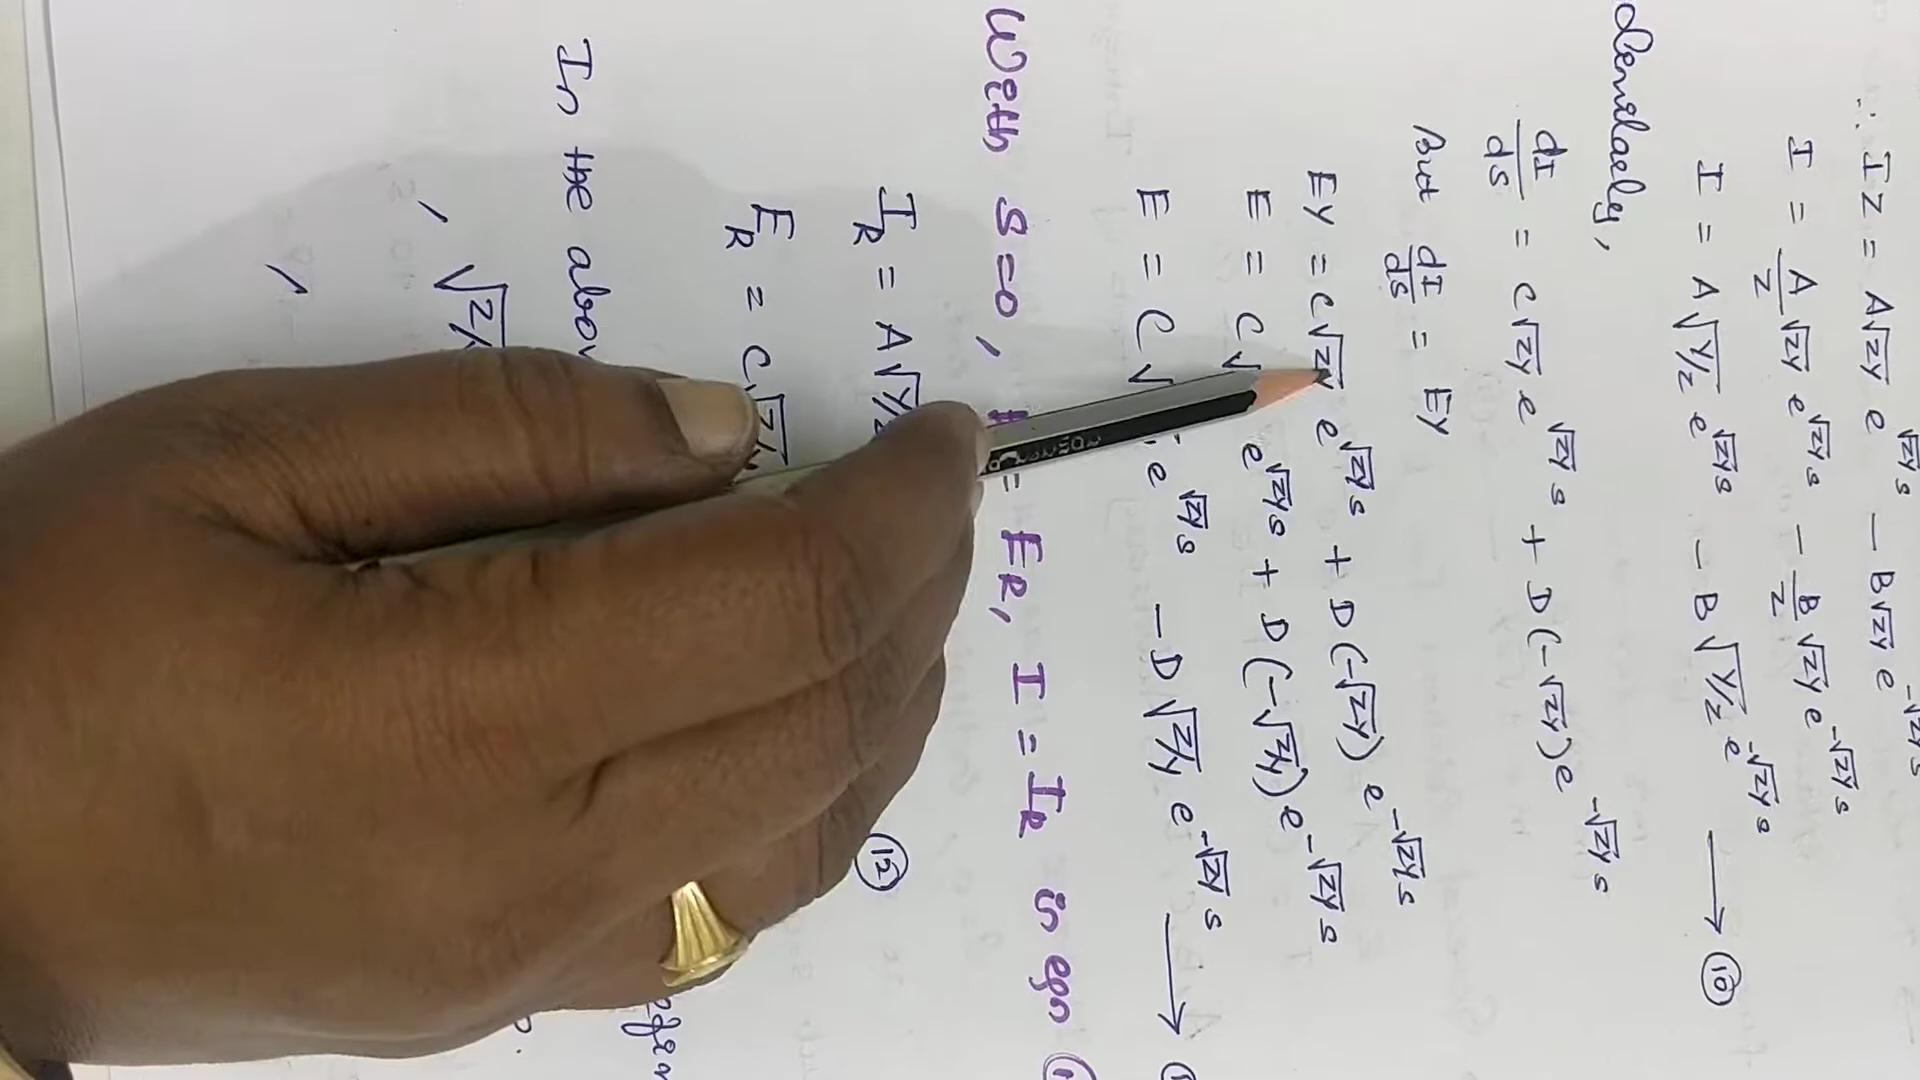 ∴ IZ = A√ZY e^√ZY s − B√ZY e^−√ZY s
I = A/Z √ZY e^√ZY s − B/Z √ZY e^−√ZY s
I = A√Y/Z e^√ZY s − B√Y/Z e^−√ZY s → ⑩
dI/ds = C√ZY e^√ZY s + D(−√ZY)e^−√ZY s
But dI/ds = EY
EY = C√ZY e^√ZY s + D(−√ZY) e^−√ZY s
E = C√ e^√ZY s + D(−√Z/Y) e^−√ZY s
E = C√ e^√ZY s − D√Z/Y e^−√ZY s →
With S=0, = ER, I = IR in eqn
IR = A√Y/Z ⑫
ER = C√Z/Y
In the
√Z/Y